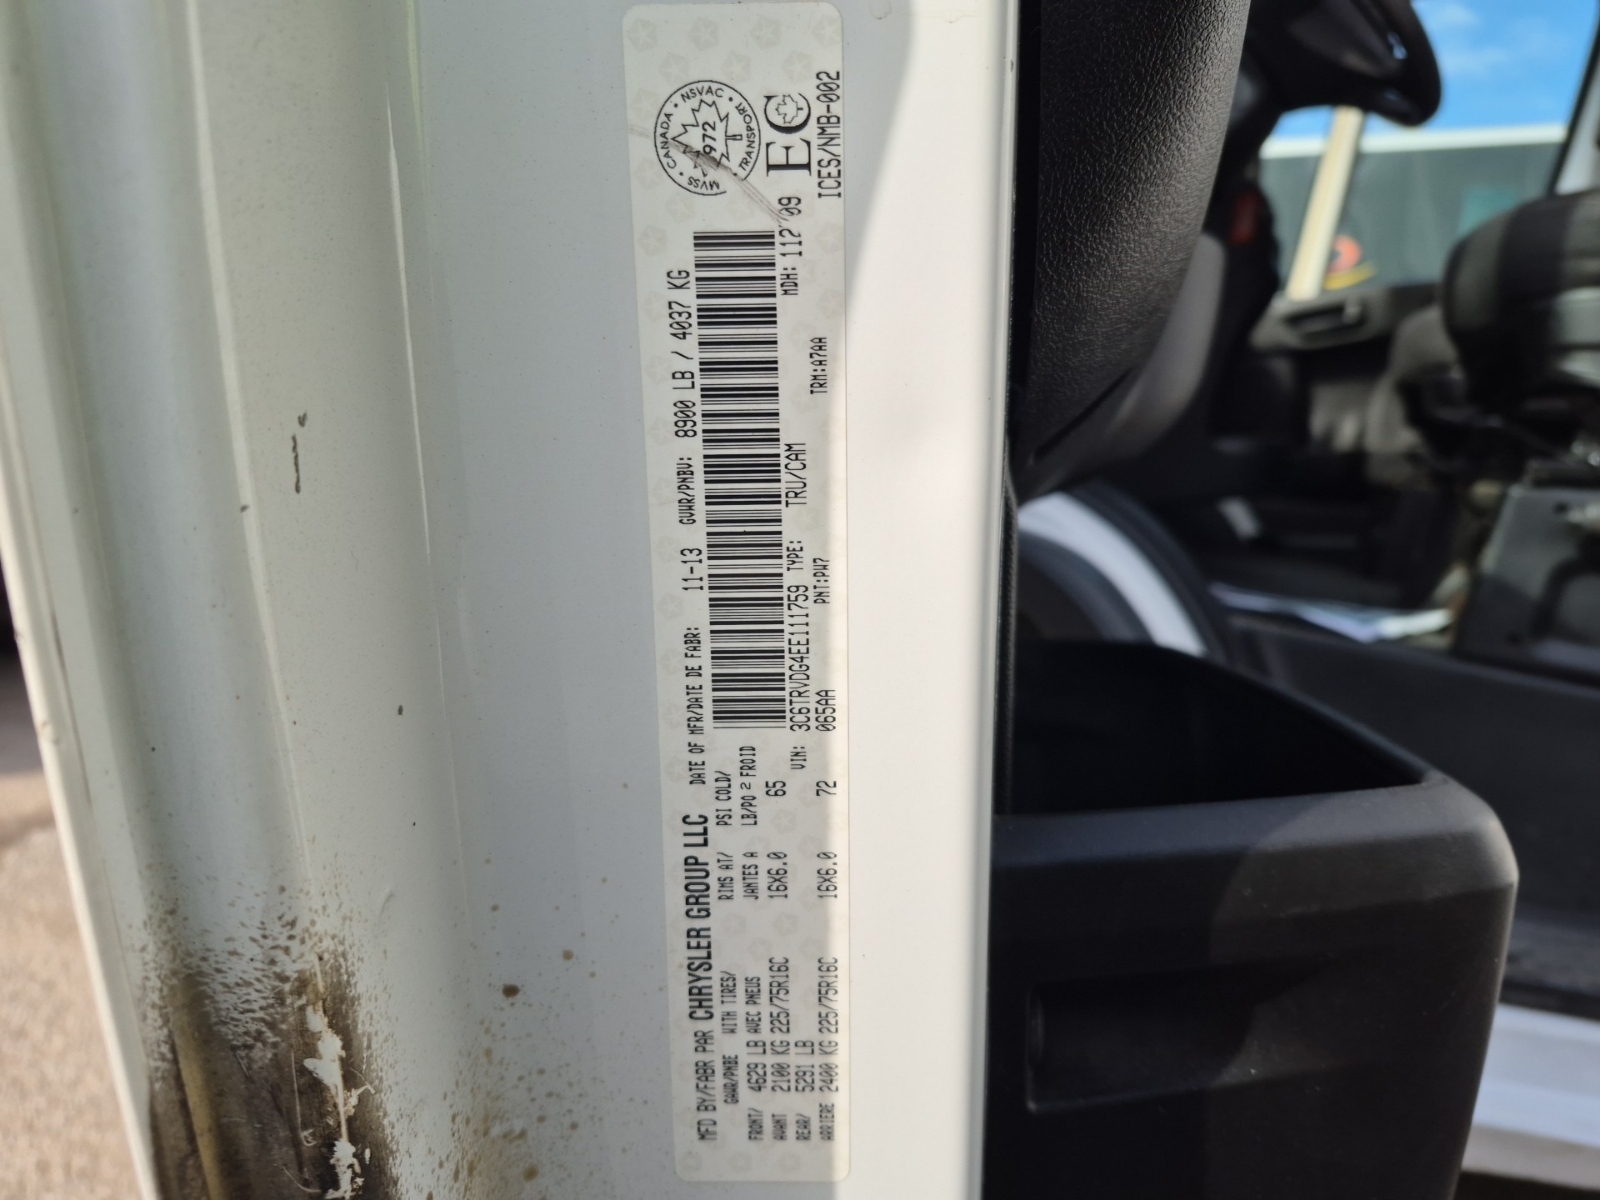 MFD BY/FABR PAR CHRYSLER GROUP LLC DATE OF MFR/DATE DE FABR: 11-13 GVWR/PNBV: 8900 LB / 4037 KG
GAWR/PNBE WITH TIRES/ RIMS AT/ PSI COLD/
FRONT/ 4629 LB AVEC PNEUS JANTES A LB/PO 2 FROID
AVANT 2100 KG 225/75R16C 16X6.0 65
REAR/ 5291 LB
ARRIERE 2400 KG 225/75R16C 16X6.0 72
VIN: 3C6TRVDG4EE111759 TYPE: TRU/CAM MDH: 112 09
065AA PNT:PW7 TRM:A7AA
CANADA • NSVAC • TRANSPORT • MVSS •
972
EC
ICES/NMB-002